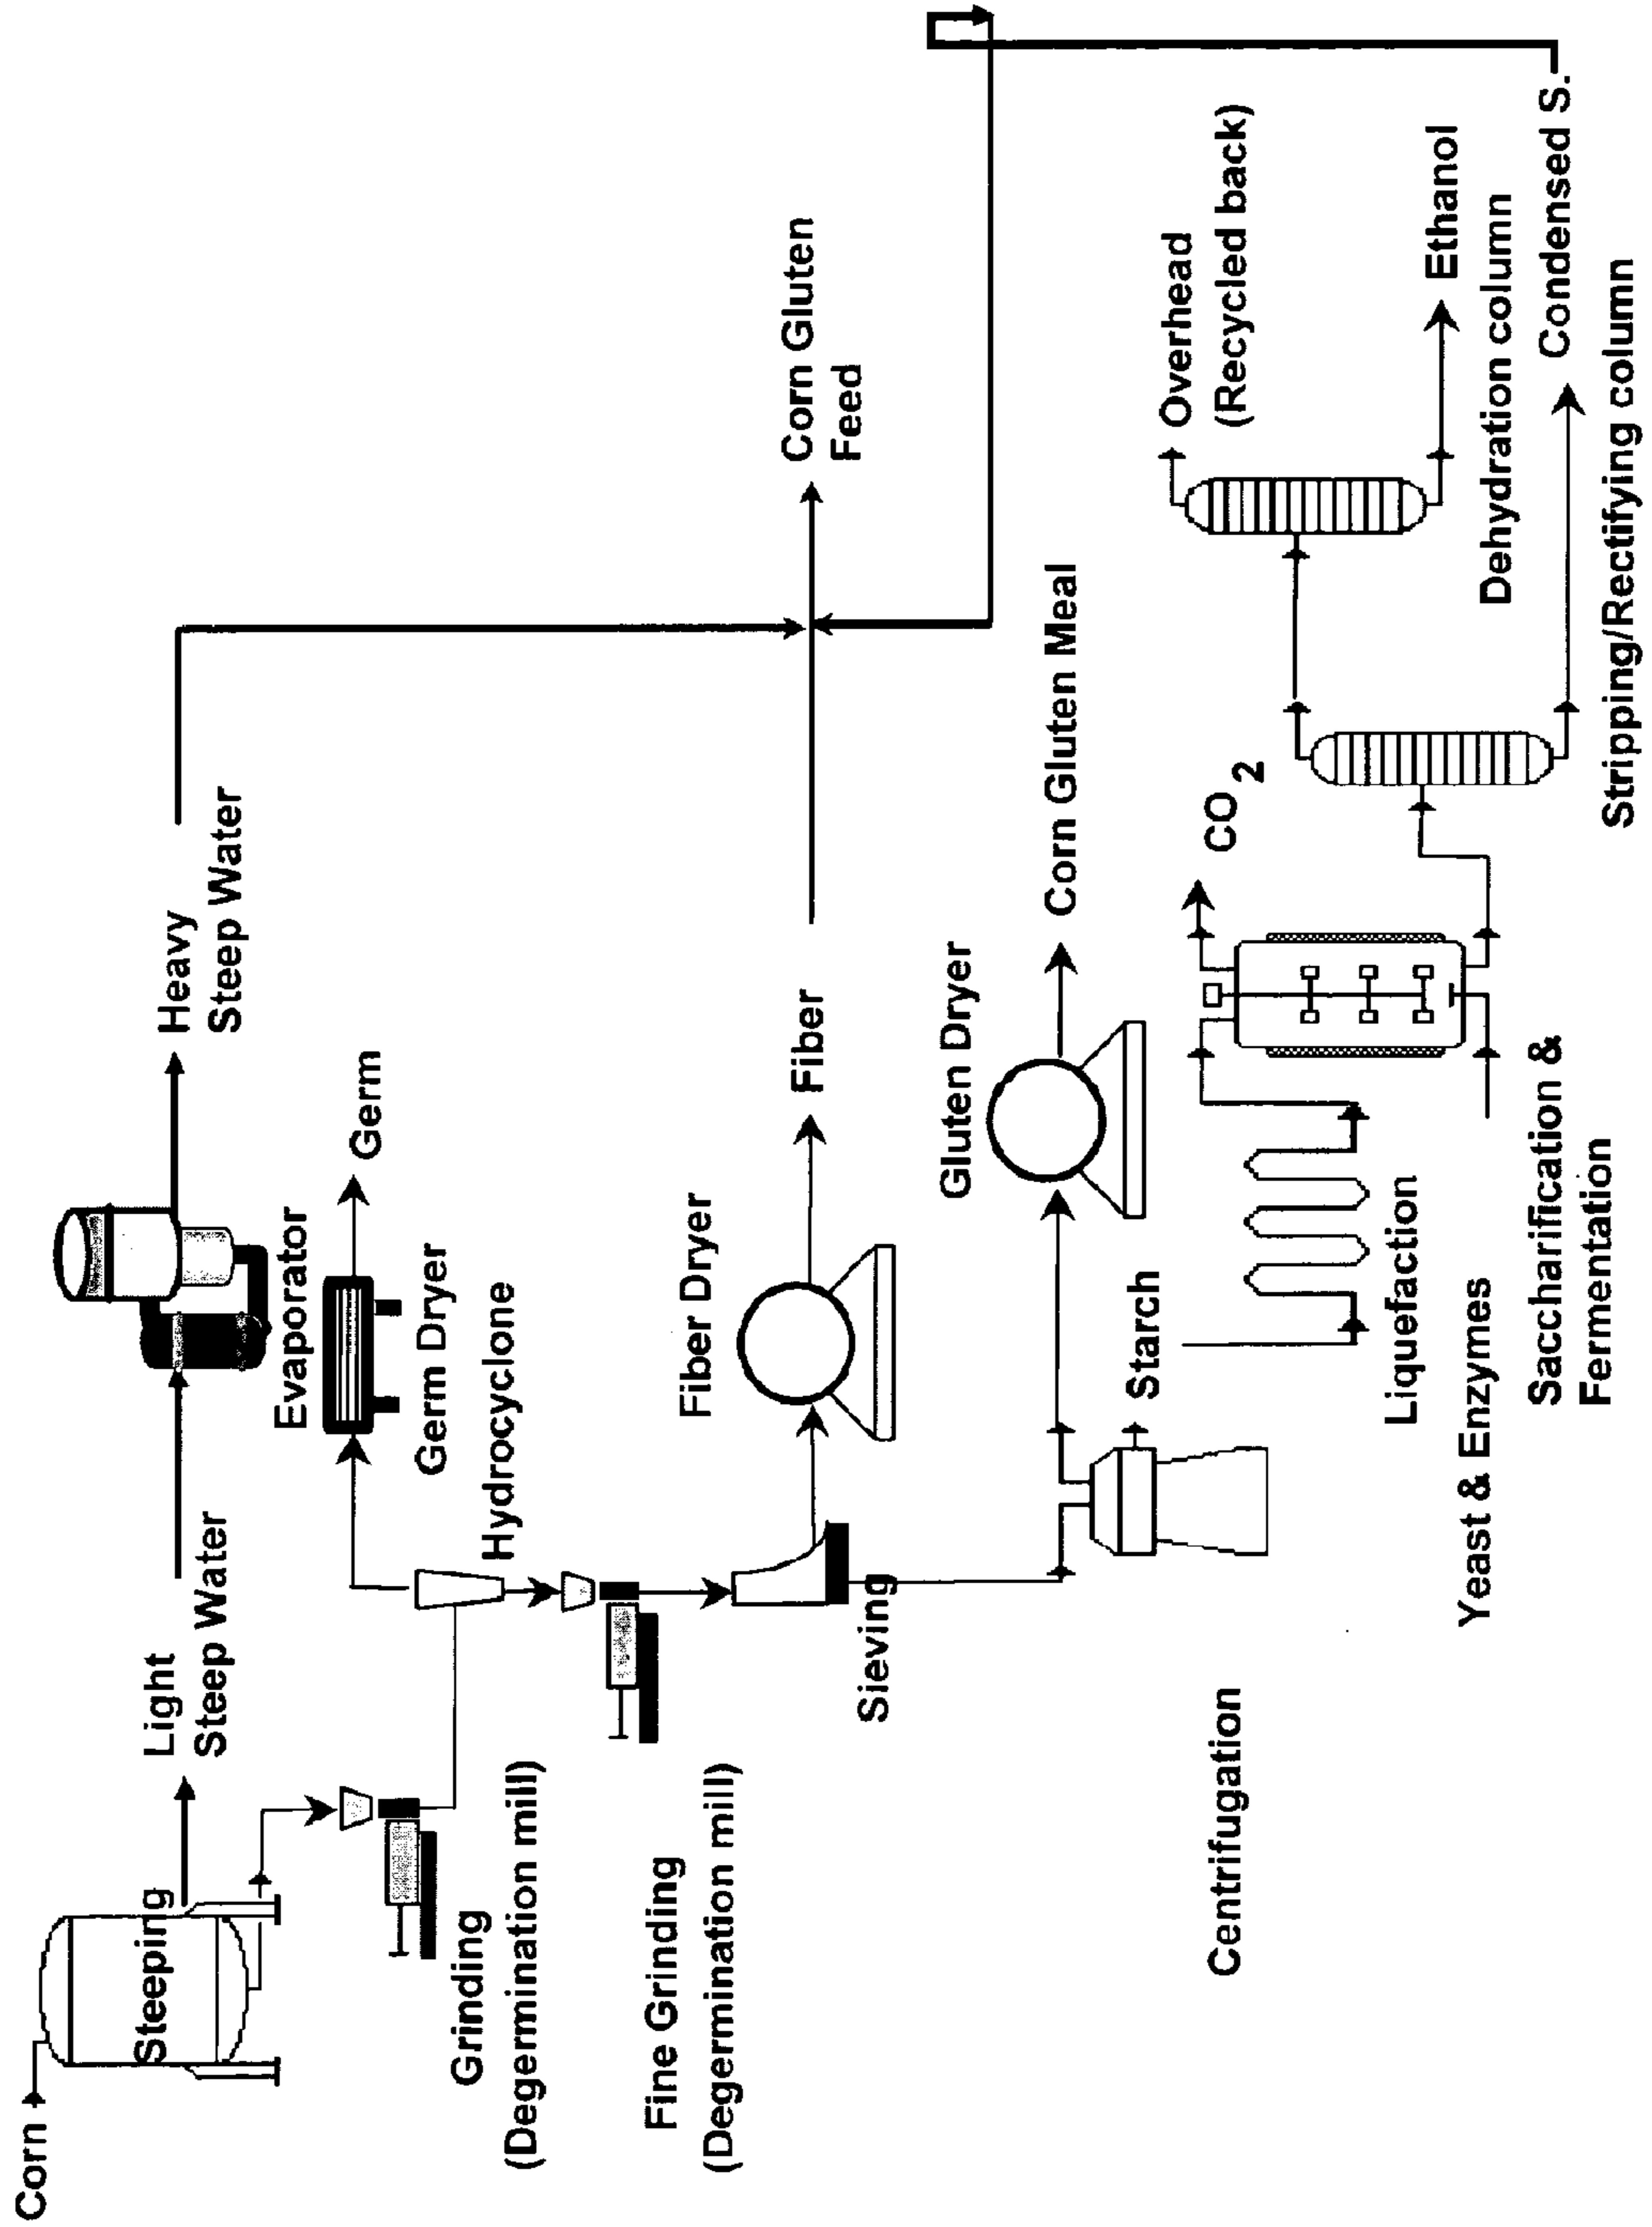 Corn
Steeping
Light
Steep Water
Evaporator
Heavy
Steep Water
Grinding
(Degermination mill)
Hydrocyclone
Germ Dryer
Germ
Fine Grinding
(Degermination mill)
Sieving
Fiber Dryer
Fiber
Corn Gluten
Feed
Centrifugation
Starch
Gluten Dryer
Corn Gluten Meal
Liquefaction
Yeast & Enzymes
Saccharification &
Fermentation
CO2
Stripping/Rectifying column
Overhead
(Recycled back)
Ethanol
Dehydration column
Condensed S.